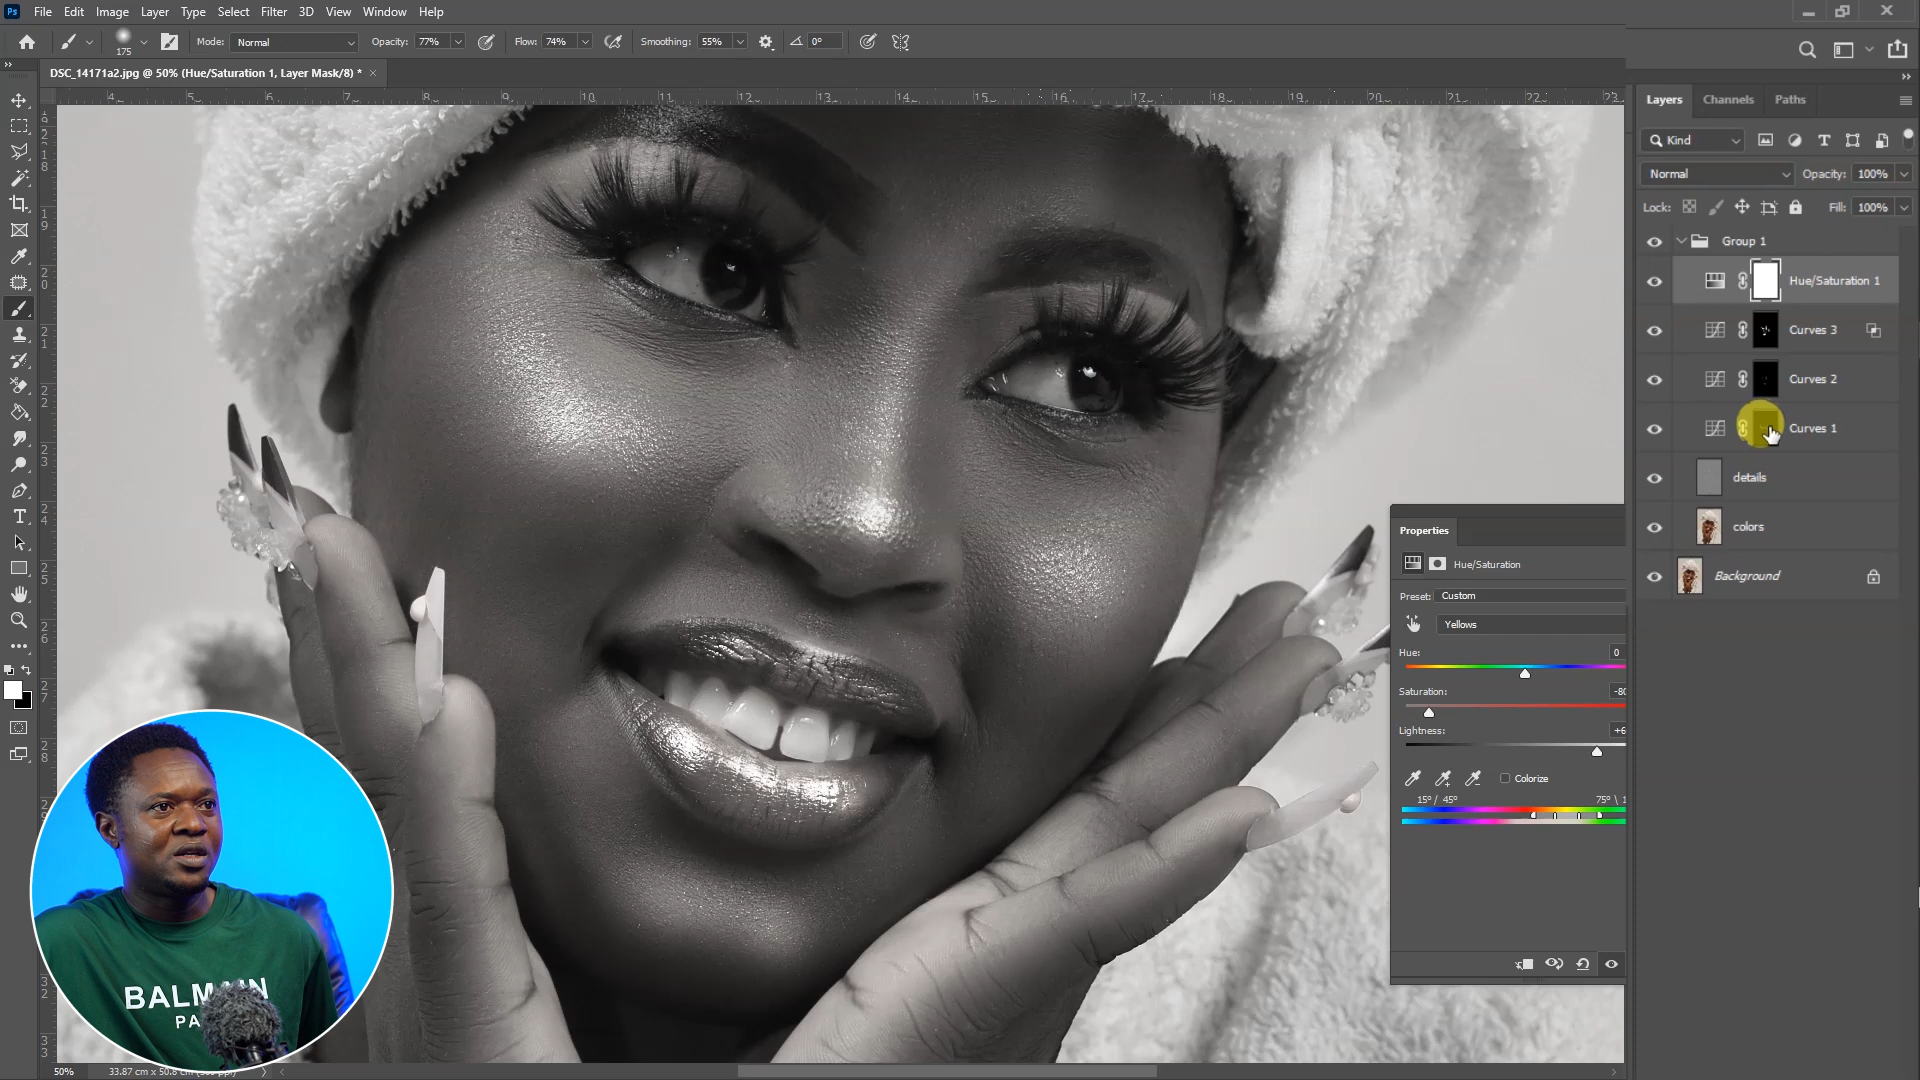 Ps File Edit Image Layer Type Select Filter 3D View Window Help
175 Mode: Normal Opacity: 77% Flow: 74% Smoothing: 55% 0°
DSC_14171a2.jpg @ 50% (Hue/Saturation 1, Layer Mask/8) * ×
Layers Channels Paths
Kind
Normal Opacity: 100%
Lock: Fill: 100%
Group 1
Hue/Saturation 1
Curves 3
Curves 2
Curves 1
details
colors
Background
Properties
Hue/Saturation
Preset: Custom
Yellows
Hue: 0
Saturation: -80
Lightness: +6
Colorize
15° / 45° 75° \ 1
BALMAIN
PA
50% 33.87 cm x 50.8 cm